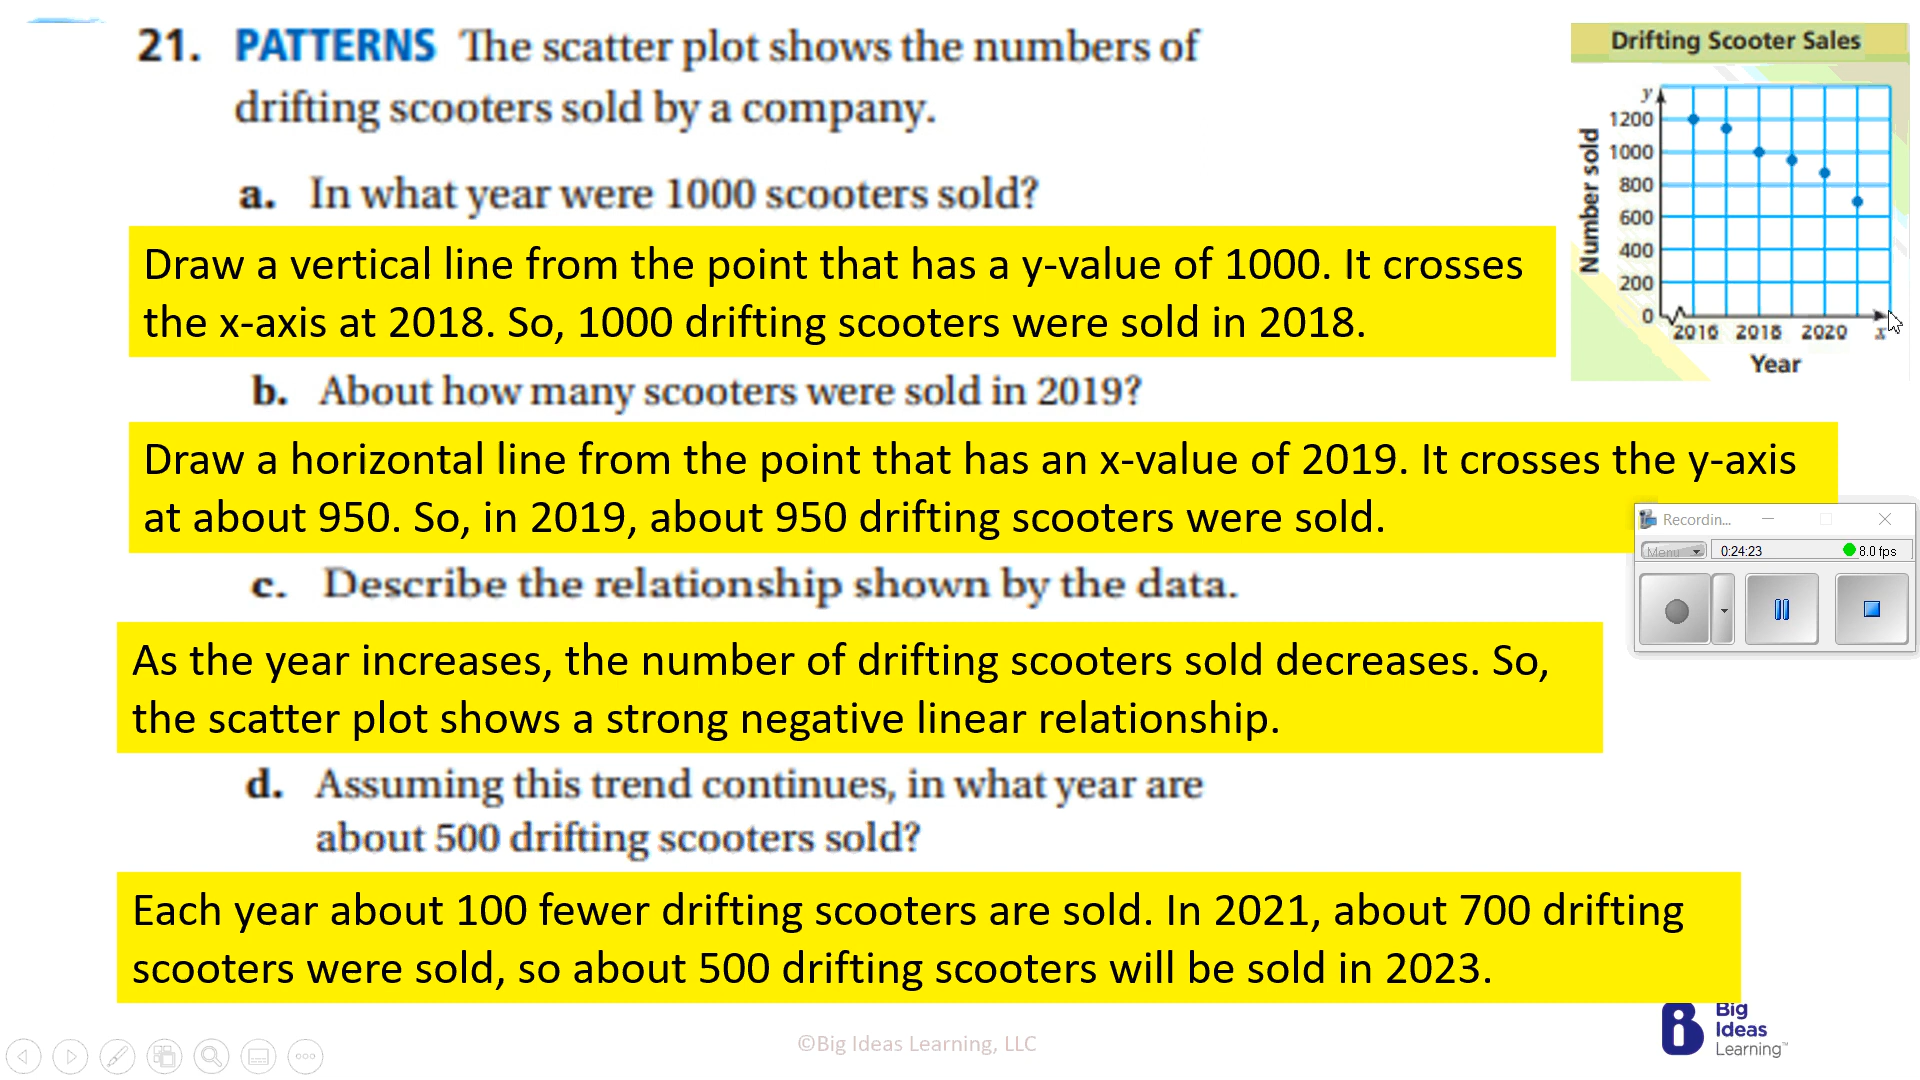 21. PATTERNS The scatter plot shows the numbers of
drifting scooters sold by a company.
a. In what year were 1000 scooters sold?
Draw a vertical line from the point that has a y-value of 1000. It crosses
the x-axis at 2018. So, 1000 drifting scooters were sold in 2018.
b. About how many scooters were sold in 2019?
Draw a horizontal line from the point that has an x-value of 2019. It crosses the y-axis
at about 950. So, in 2019, about 950 drifting scooters were sold.
c. Describe the relationship shown by the data.
As the year increases, the number of drifting scooters sold decreases. So,
the scatter plot shows a strong negative linear relationship.
d. Assuming this trend continues, in what year are
about 500 drifting scooters sold?
Each year about 100 fewer drifting scooters are sold. In 2021, about 700 drifting
scooters were sold, so about 500 drifting scooters will be sold in 2023.
Drifting Scooter Sales
y
1200
1000
800
600
400
200
0
Number sold
2016 2018 2020 x
Year
Recordin...
Menu 0:24:23 8.0 fps
©Big Ideas Learning, LLC
Big
Ideas
Learning™